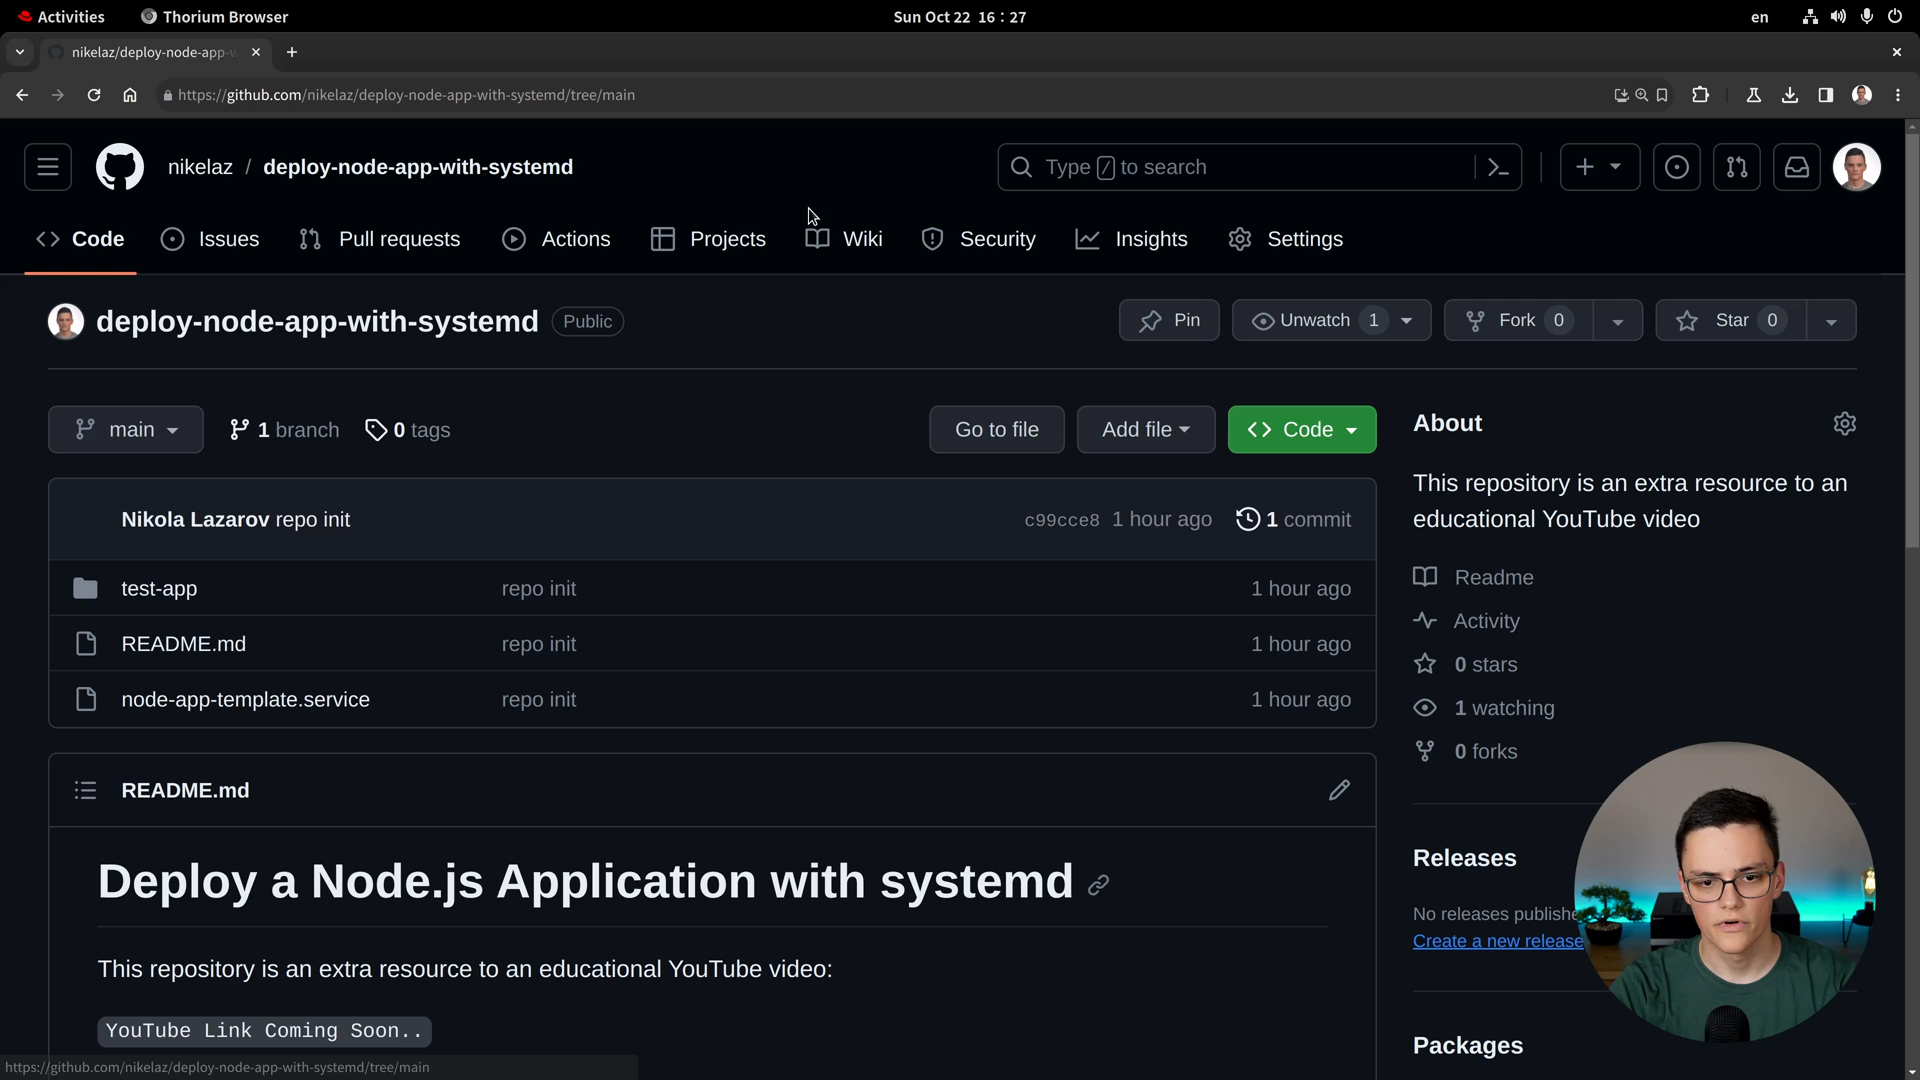 Activities Thorium Browser Sun Oct 22 16:27 en
nikelaz/deploy-node-app-w
https://github.com/nikelaz/deploy-node-app-with-systemd/tree/main
nikelaz / deploy-node-app-with-systemd Type / to search
Code Issues Pull requests Actions Projects Wiki Security Insights Settings
deploy-node-app-with-systemd Public Pin Unwatch 1 Fork 0 Star 0
main 1 branch 0 tags Go to file Add file Code
Nikola Lazarov repo init c99cce8 1 hour ago 1 commit
test-app repo init 1 hour ago
README.md repo init 1 hour ago
node-app-template.service repo init 1 hour ago
README.md
Deploy a Node.js Application with systemd
This repository is an extra resource to an educational YouTube video:
YouTube Link Coming Soon..
About
This repository is an extra resource to an
educational YouTube video
Readme
Activity
0 stars
1 watching
0 forks
Releases
No releases publishe
Create a new release
Packages
https://github.com/nikelaz/deploy-node-app-with-systemd/tree/main